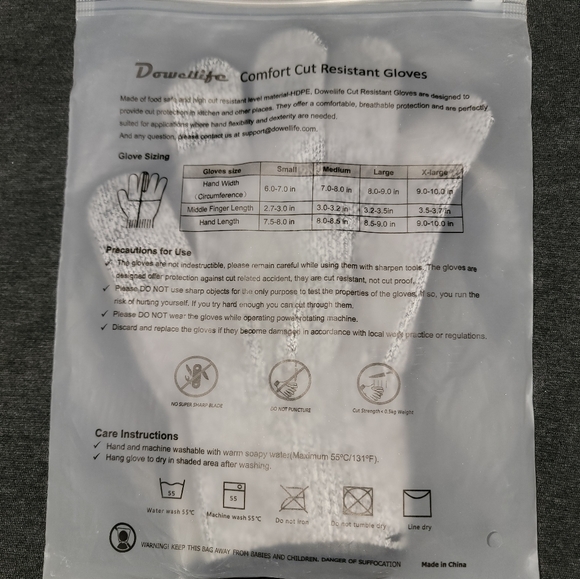 Dowellife Comfort Cut Resistant Gloves
Made of food safe and high cut resistant level material-HDPE, Dowellife Cut Resistant Gloves are designed to
provide cut protection in kitchen and other places. They offer a comfortable, breathable protection and are perfectly
suited for applications where hand flexibility and dexterity are needed.
And any question, please contact us at support@dowellife.com.
Glove Sizing
Gloves size Small Medium Large X-large
Hand Width
(Circumference) 6.0-7.0 in 7.0-8.0 in 8.0-9.0 in 9.0-10.0 in
Middle Finger Length 2.7-3.0 in 3.0-3.2 in 3.2-3.5in 3.5-3.7in
Hand Length 7.5-8.0 in 8.0-8.5 in 8.5-9.0 in 9.0-10.0 in
Precautions for Use
✓ The gloves are not indestructible, please remain careful while using them with sharpen tools. The gloves are
designed offer protection against cut related accident, they are cut resistant, not cut proof.
✓ Please DO NOT use sharp objects for the only purpose to test the properties of the gloves. If so, you run the
risk of hurting yourself. If you try hard enough you can cut through them.
✓ Please DO NOT wear the gloves while operating power rotating machine.
✓ Discard and replace the gloves if they become damaged in accordance with local work practice or regulations.
NO SUPER SHARP BLADE DO NOT PUNCTURE Cut Strength< 0.5kg Weight
Care Instructions
✓ Hand and machine washable with warm soapy water(Maximum 55°C/131°F).
✓ Hang glove to dry in shaded area after washing.
55 55
Water wash 55℃ Machine wash 55℃ Do not Iron Do not tumble dry Line dry
WARNING! KEEP THIS BAG AWAY FROM BABIES AND CHILDREN. DANGER OF SUFFOCATION Made in China